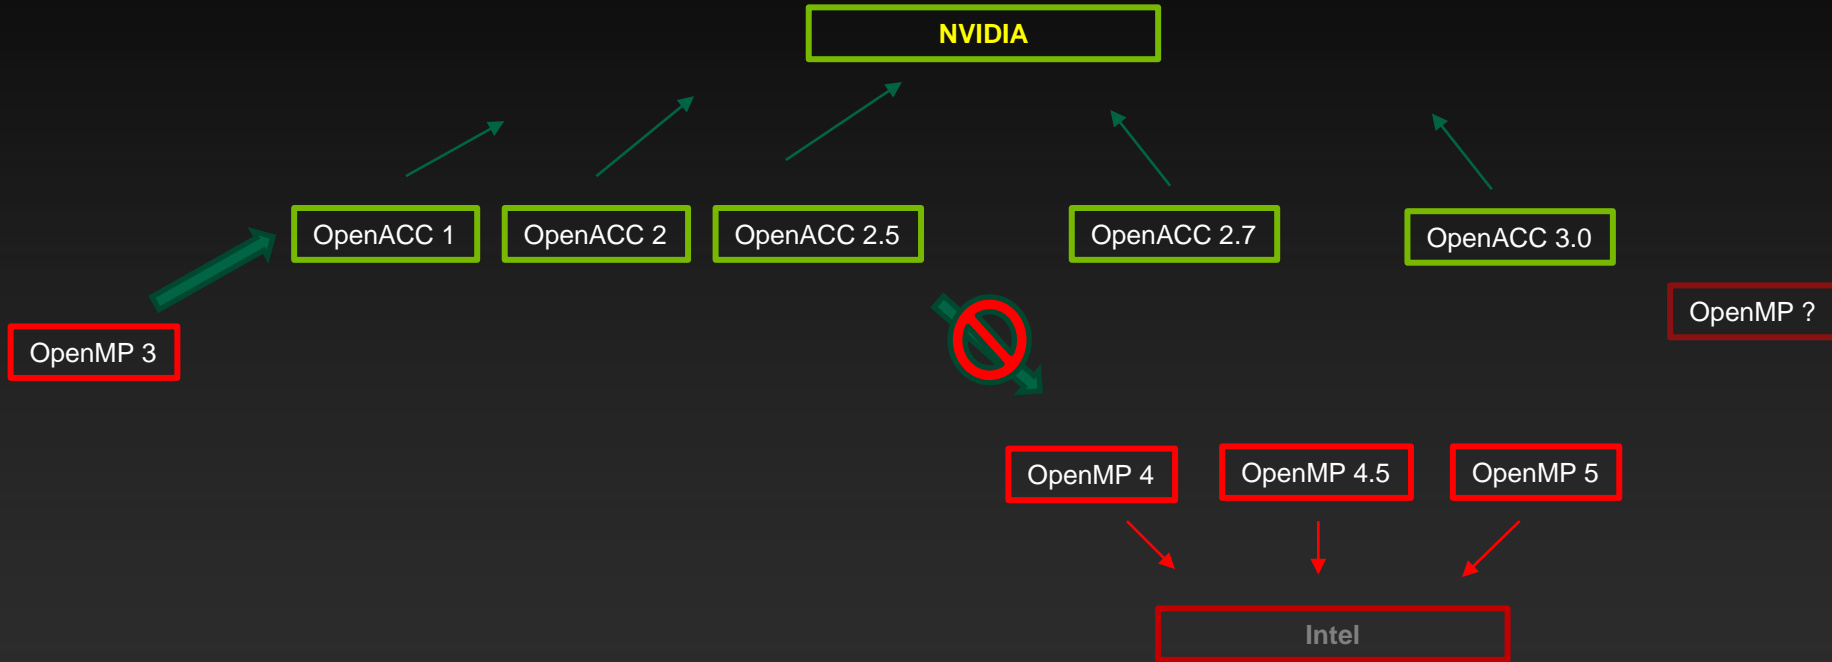 NVIDIA
OpenACC 1
OpenACC 2
OpenACC 2.5
OpenACC 2.7
OpenACC 3.0
OpenMP ?
OpenMP 3
OpenMP 4
OpenMP 4.5
OpenMP 5
Intel